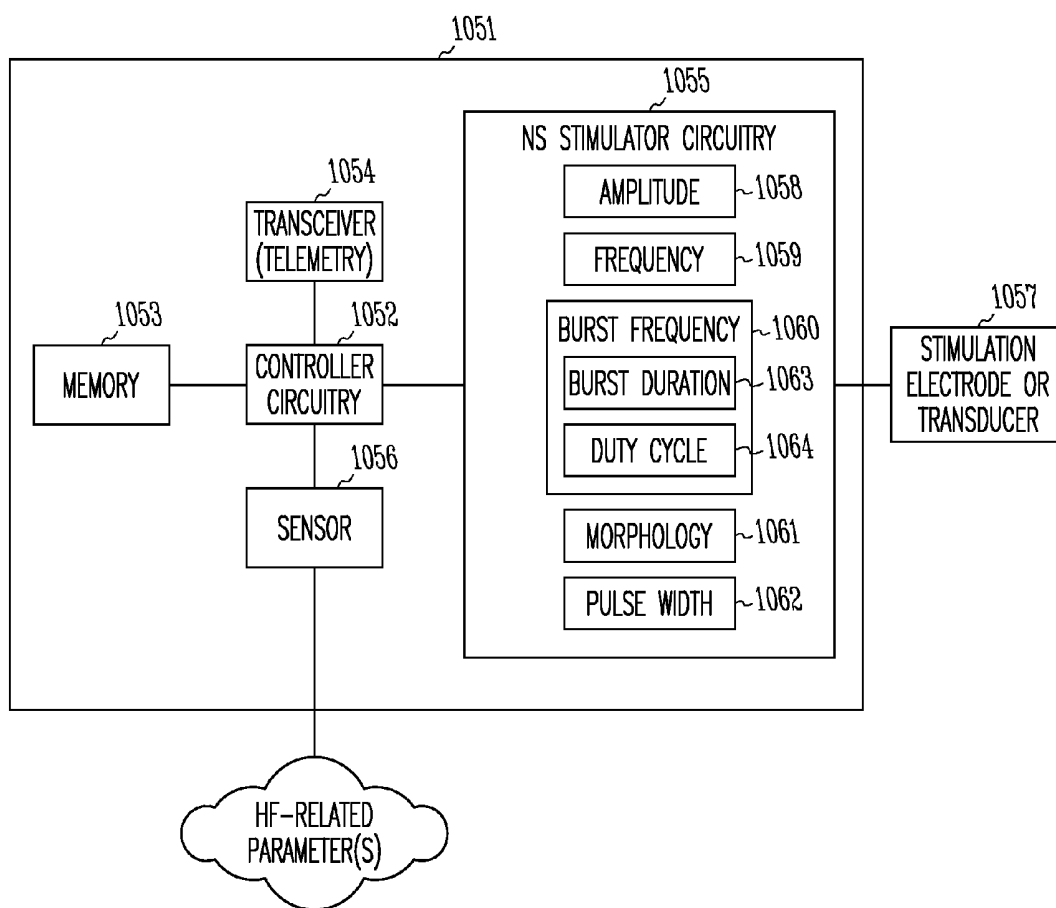 1051
1055
NS STIMULATOR CIRCUITRY
AMPLITUDE
1058
FREQUENCY
1059
BURST FREQUENCY
1060
BURST DURATION
1063
DUTY CYCLE
1064
MORPHOLOGY
1061
PULSE WIDTH
1062
1054
TRANSCEIVER
(TELEMETRY)
1053
MEMORY
1052
CONTROLLER
CIRCUITRY
1056
SENSOR
1057
STIMULATION
ELECTRODE OR
TRANSDUCER
HF-RELATED
PARAMETER(S)